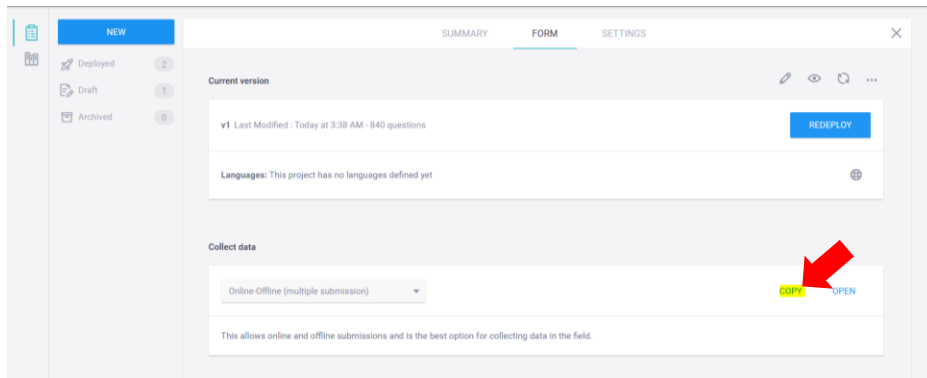 NEW
Deployed 2
Draft 1
Archived 0
SUMMARY FORM SETTINGS
Current version
v1 Last Modified : Today at 3:38 AM - 840 questions
REDEPLOY
Languages: This project has no languages defined yet
Collect data
Online-Offline (multiple submission)
COPY OPEN
This allows online and offline submissions and is the best option for collecting data in the field.